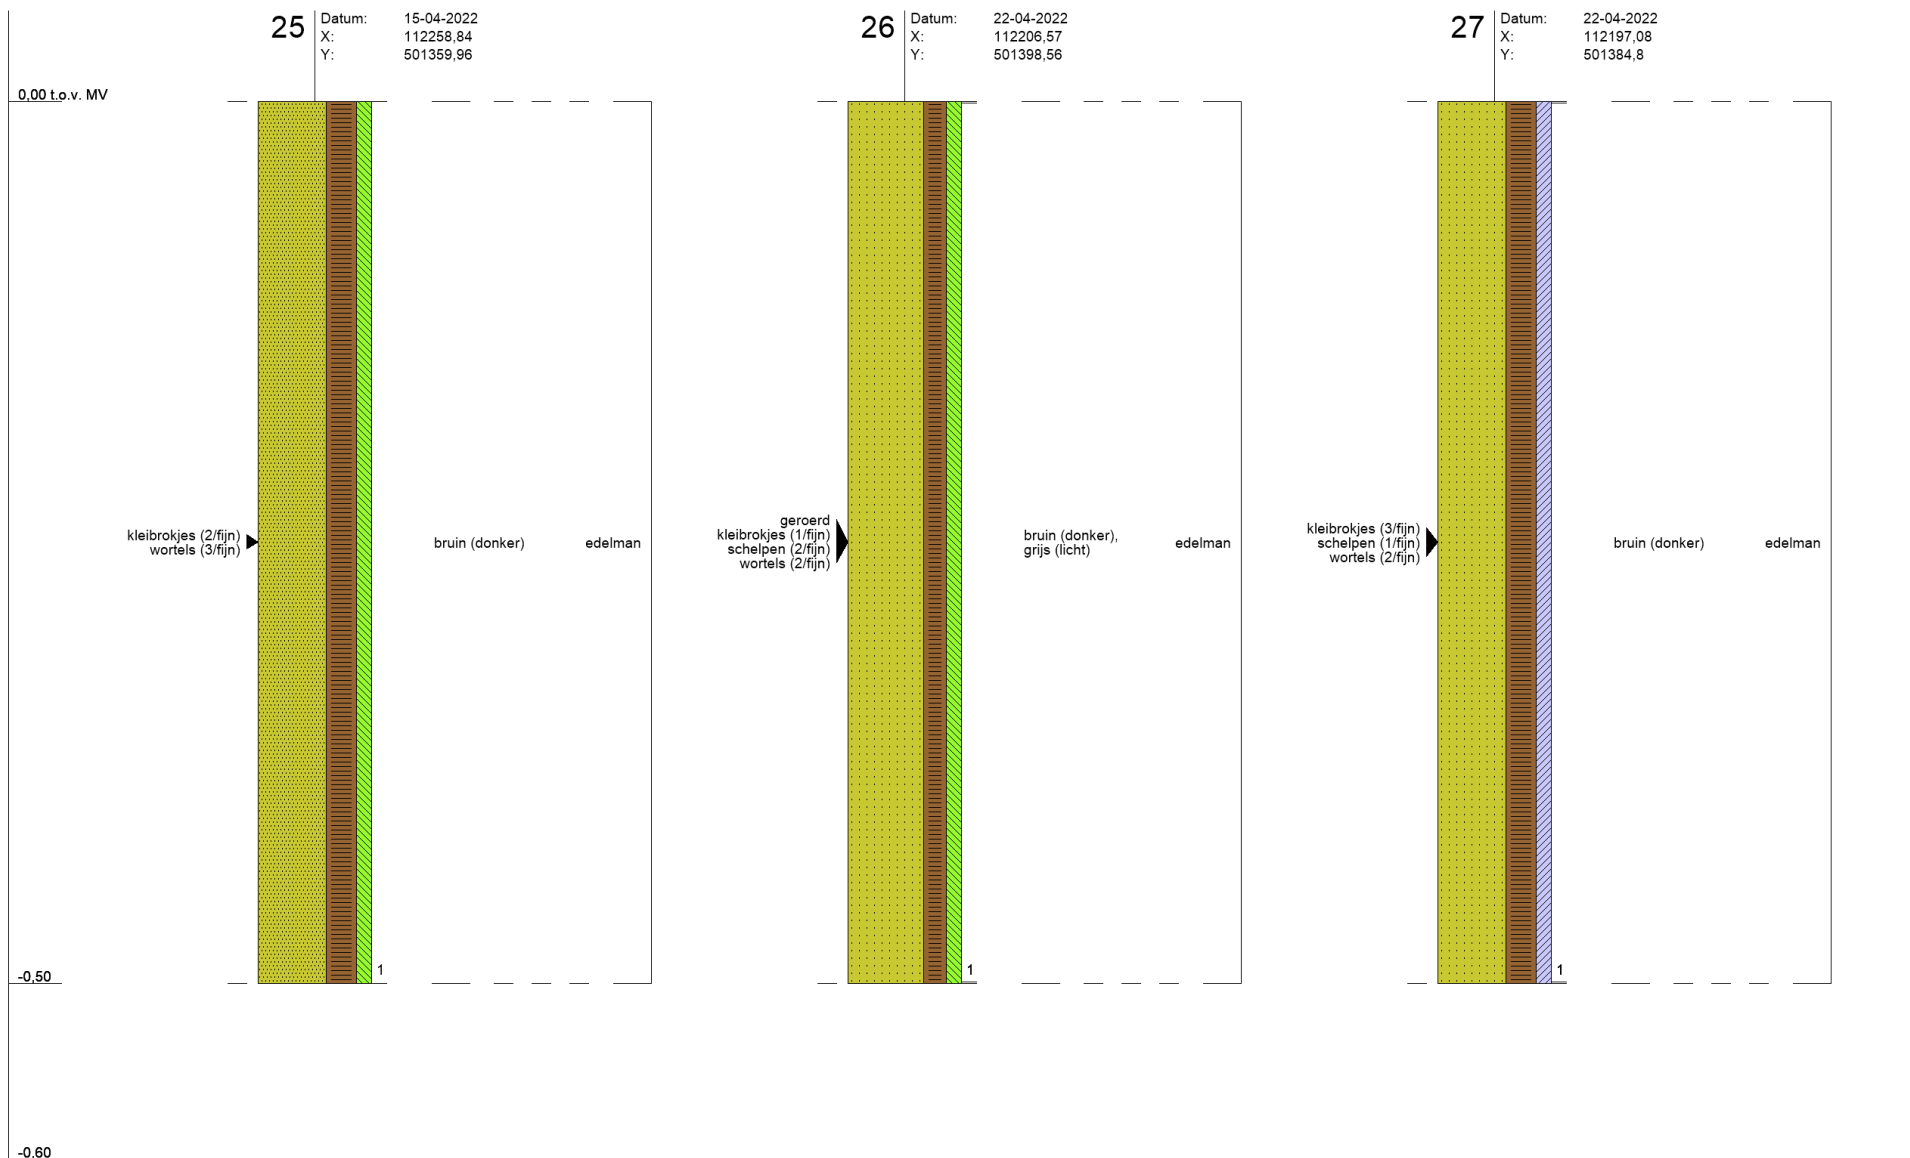 25
Datum: 15-04-2022
X: 112258,84
Y: 501359,96
26
Datum: 22-04-2022
X: 112206,57
Y: 501398,56
27
Datum: 22-04-2022
X: 112197,08
Y: 501384,8
0,00 t.o.v. MV
kleibrokjes (2/fijn)
wortels (3/fijn)
bruin (donker)
edelman
1
geroerd
kleibrokjes (1/fijn)
schelpen (2/fijn)
wortels (2/fijn)
bruin (donker),
grijs (licht)
edelman
1
kleibrokjes (3/fijn)
schelpen (1/fijn)
wortels (2/fijn)
bruin (donker)
edelman
1
-0,50
-0,60